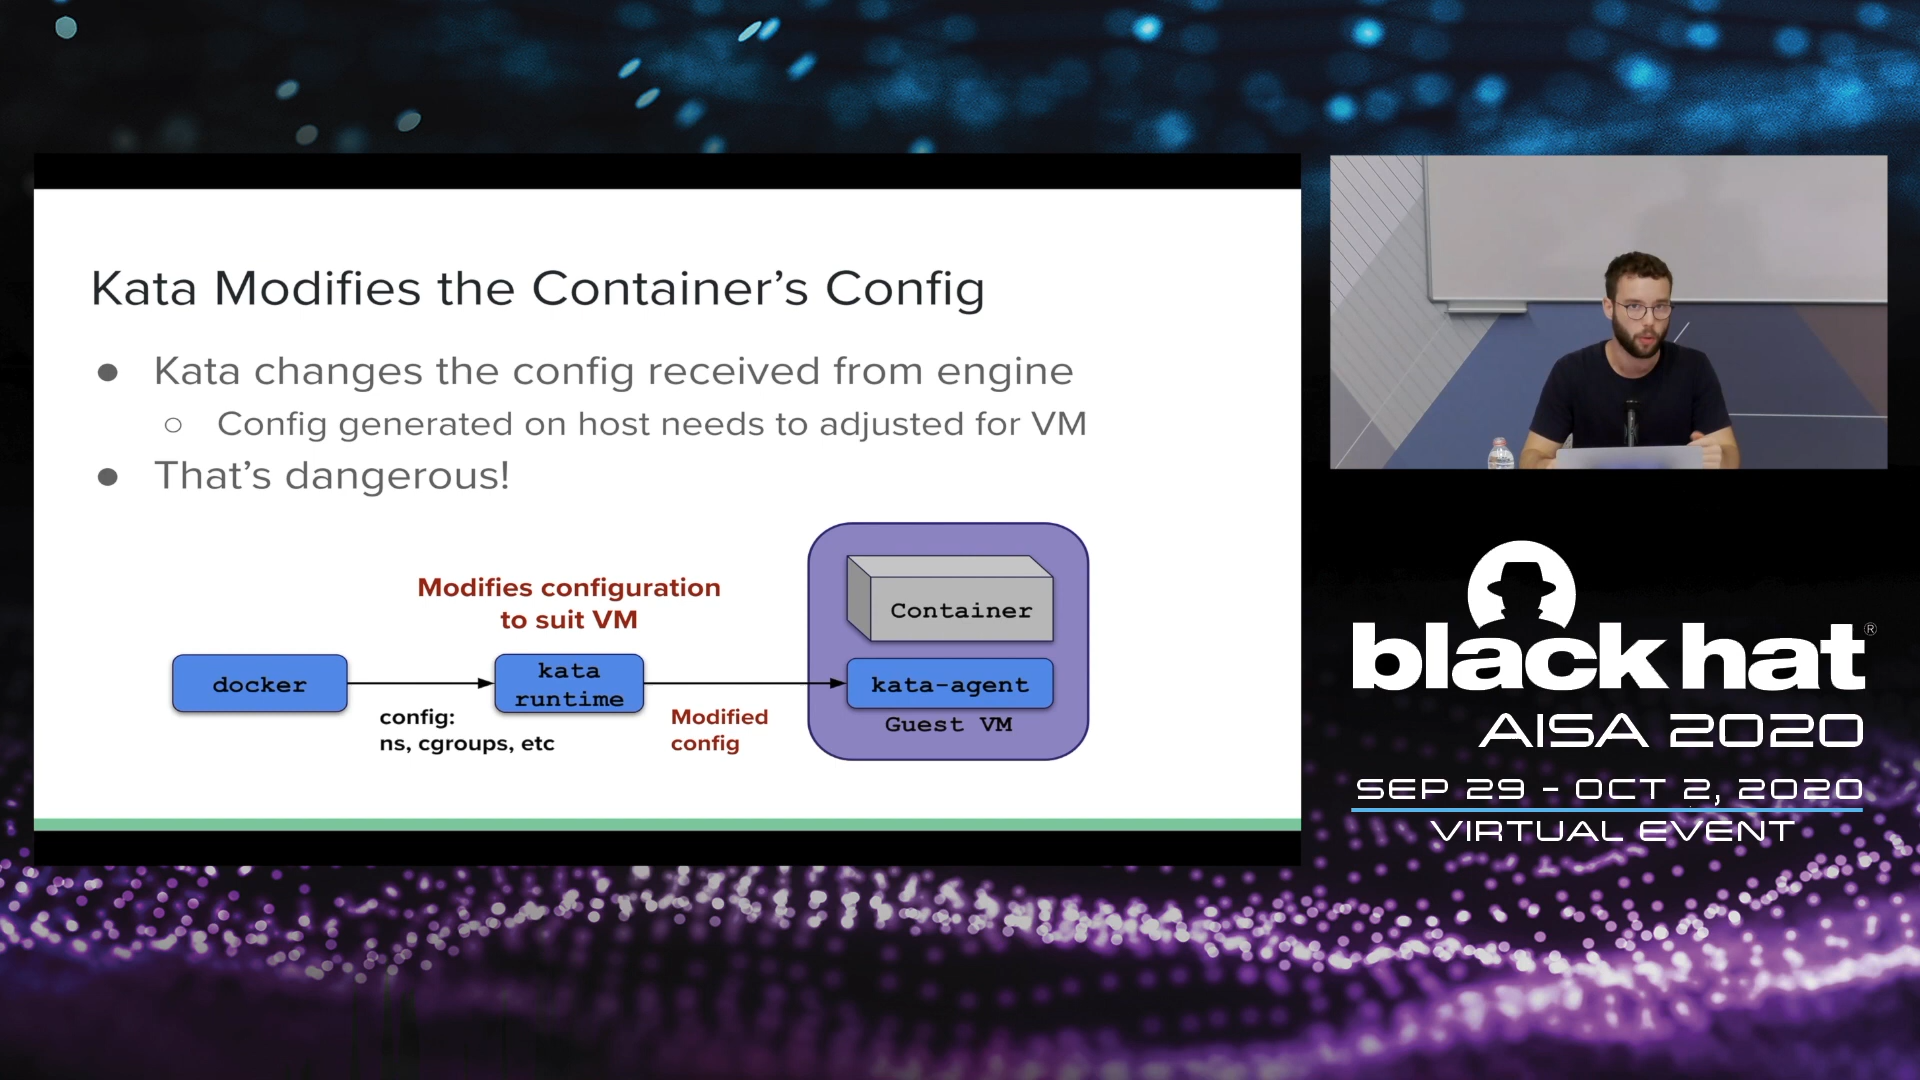 Kata Modifies the Container's Config
● Kata changes the config received from engine
○ Config generated on host needs to adjusted for VM
● That's dangerous!
Modifies configuration
to suit VM
docker
config:
ns, cgroups, etc
kata
runtime
Modified
config
Container
kata-agent
Guest VM
black hat®
AISA 2020
SEP 29 - OCT 2, 2020
VIRTUAL EVENT